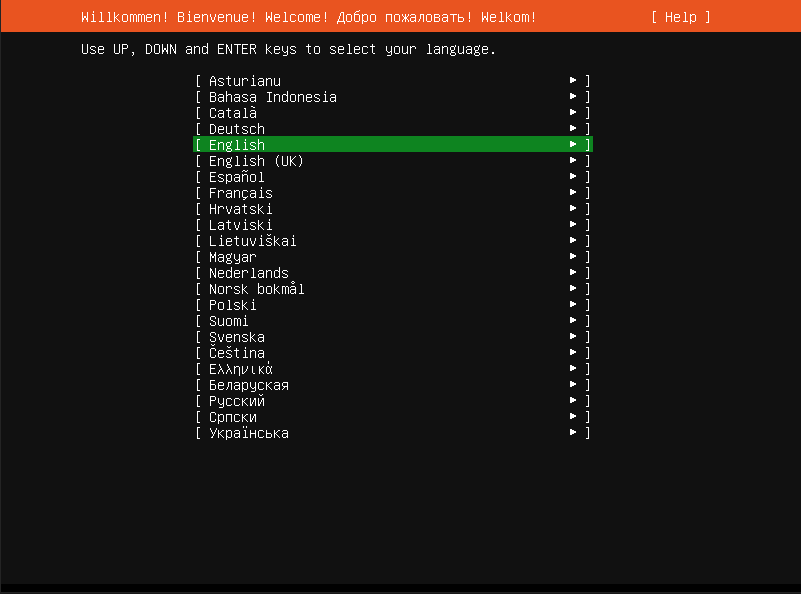 Willkommen! Bienvenue! Welcome! Добро пожаловать! Welkom! [ Help ]
Use UP, DOWN and ENTER keys to select your language.
[ Asturianu ▸ ]
[ Bahasa Indonesia ▸ ]
[ Català ▸ ]
[ Deutsch ▸ ]
[ English ▸ ]
[ English (UK) ▸ ]
[ Español ▸ ]
[ Français ▸ ]
[ Hrvatski ▸ ]
[ Latviski ▸ ]
[ Lietuviškai ▸ ]
[ Magyar ▸ ]
[ Nederlands ▸ ]
[ Norsk bokmål ▸ ]
[ Polski ▸ ]
[ Suomi ▸ ]
[ Svenska ▸ ]
[ Čeština ▸ ]
[ Ελληνικά ▸ ]
[ Беларуская ▸ ]
[ Русский ▸ ]
[ Српски ▸ ]
[ Українська ▸ ]